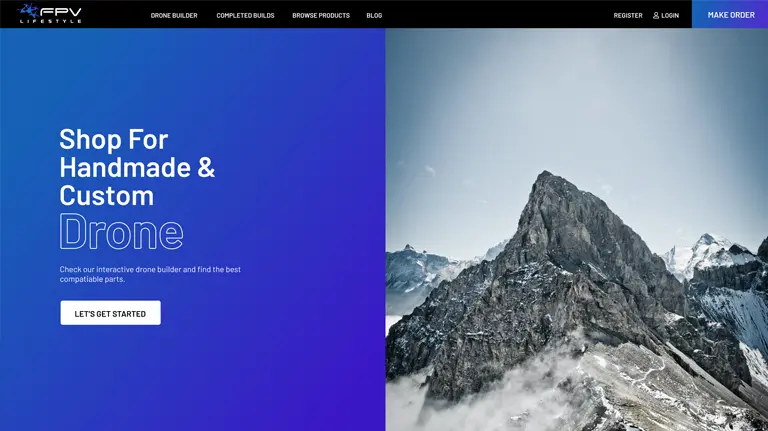 FPV
LIFESTYLE
DRONE BUILDER
COMPLETED BUILDS
BROWSE PRODUCTS
BLOG
REGISTER
LOGIN
MAKE ORDER
Shop For
Handmade &
Custom
Drone
Check our interactive drone builder and find the best
compatiable parts.
LET'S GET STARTED